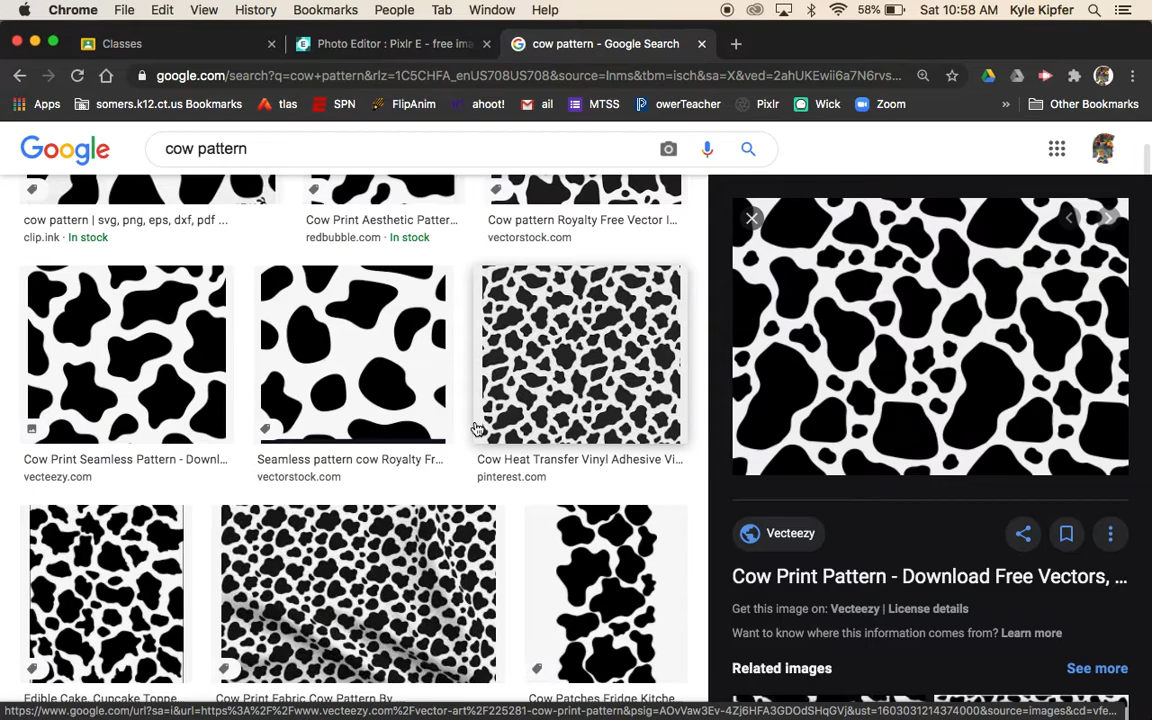 Chrome File Edit View History Bookmarks People Tab Window Help 58% Sat 10:58 AM Kyle Kipfer
Classes Photo Editor : Pixlr E - free ima cow pattern - Google Search
google.com/search?q=cow+pattern&rlz=1C5CHFA_enUS708US708&source=lnms&tbm=isch&sa=X&ved=2ahUKEwii6a7N6rvs...
Apps somers.k12.ct.us Bookmarks tlas SPN FlipAnim ahoot! ail MTSS owerTeacher Pixlr Wick Zoom » Other Bookmarks
Google cow pattern
cow pattern | svg, png, eps, dxf, pdf ... Cow Print Aesthetic Patter... Cow pattern Royalty Free Vector I...
clip.ink · In stock redbubble.com · In stock vectorstock.com
Cow Print Seamless Pattern - Downl... Seamless pattern cow Royalty Fr... Cow Heat Transfer Vinyl Adhesive Vi...
vecteezy.com vectorstock.com pinterest.com
Vecteezy
Cow Print Pattern - Download Free Vectors, ...
Get this image on: Vecteezy | License details
Want to know where this information comes from? Learn more
Related images See more
Edible Cake, Cupcake Toppe Cow Print Fabric Cow Pattern By Cow Patches Fridge Kitche
https://www.google.com/url?sa=i&url=https%3A%2F%2Fwww.vecteezy.com%2Fvector-art%2F225281-cow-print-pattern&psig=AOvVaw3Ev-4Zj6HFA3GDOdSHqGVj&ust=1603031214374000&source=images&cd=vfe...